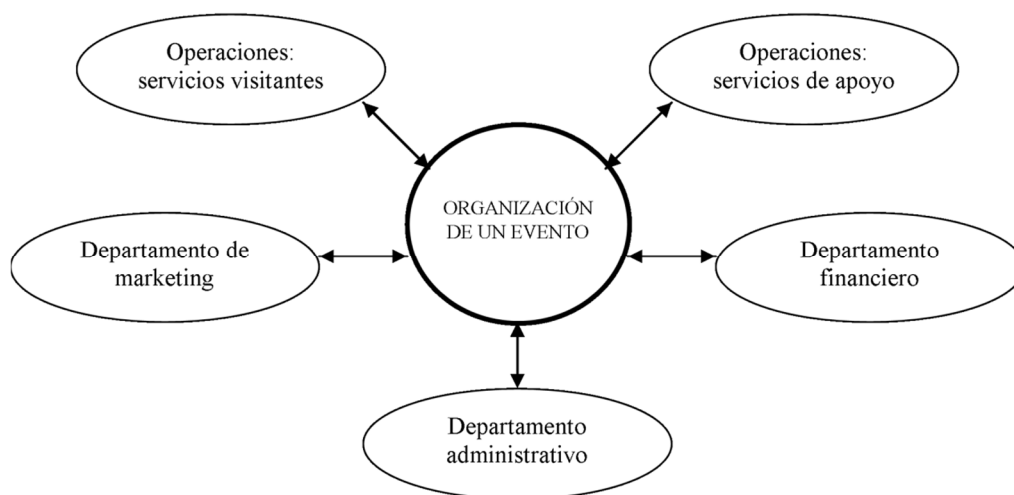 Operaciones:
servicios visitantes
Operaciones:
servicios de apoyo
ORGANIZACIÓN
DE UN EVENTO
Departamento de
marketing
Departamento
financiero
Departamento
administrativo